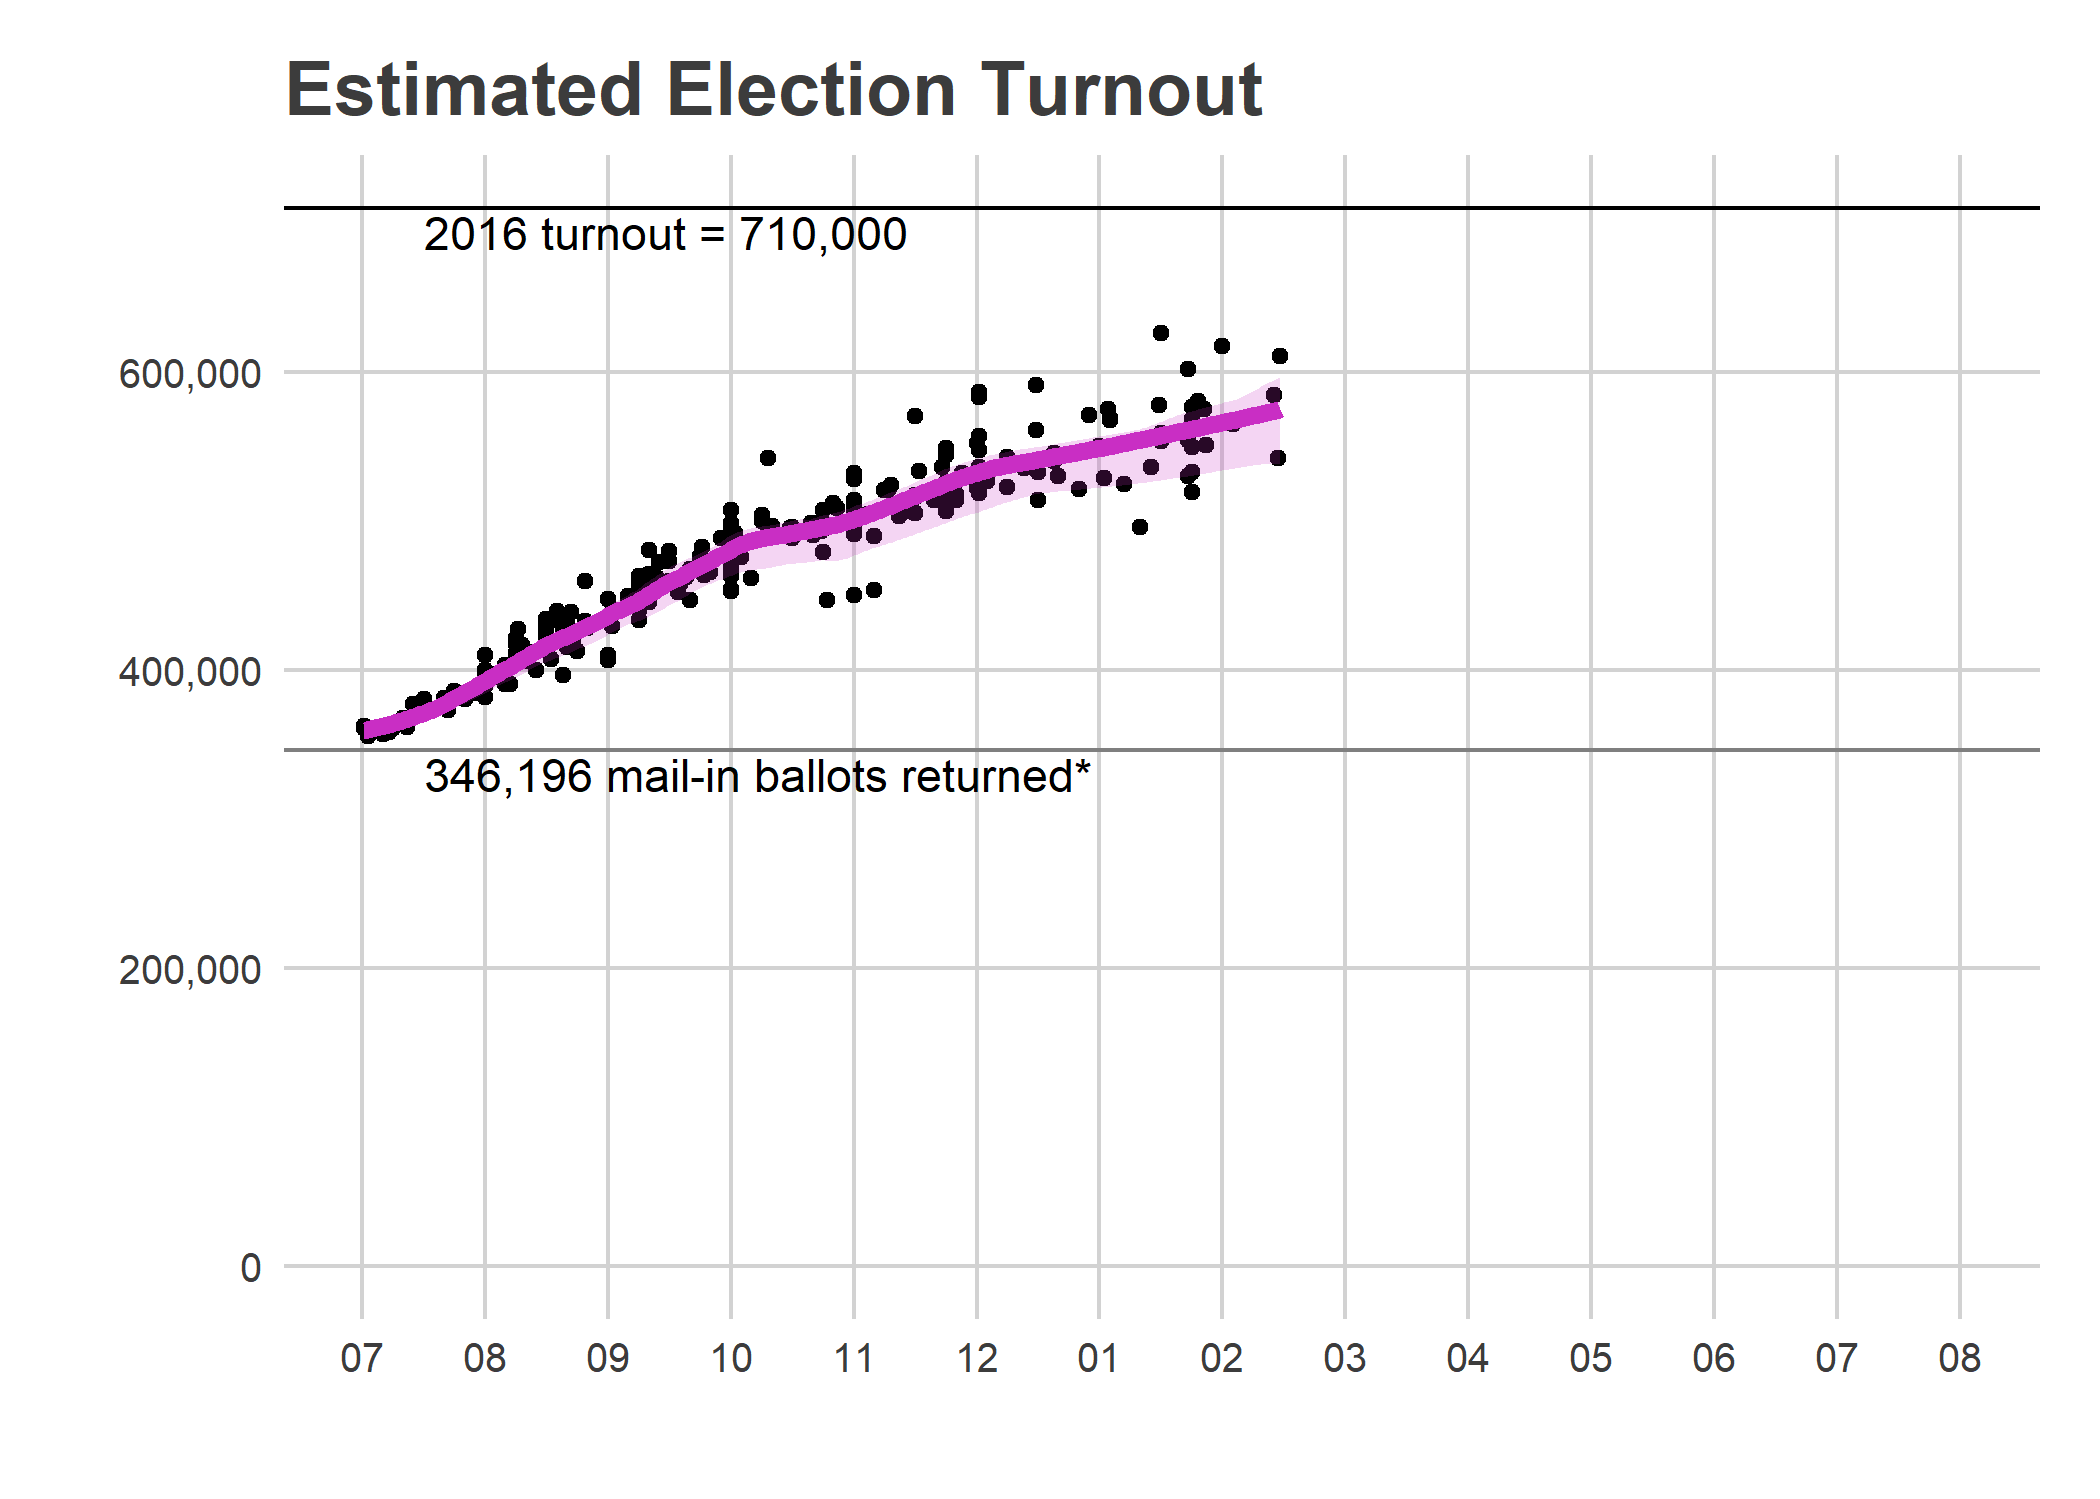 Estimated Election Turnout
2016 turnout = 710,000
600,000
400,000
346,196 mail-in ballots returned*
200,000
0
07 08 09 10 11 12 01 02 03 04 05 06 07 08